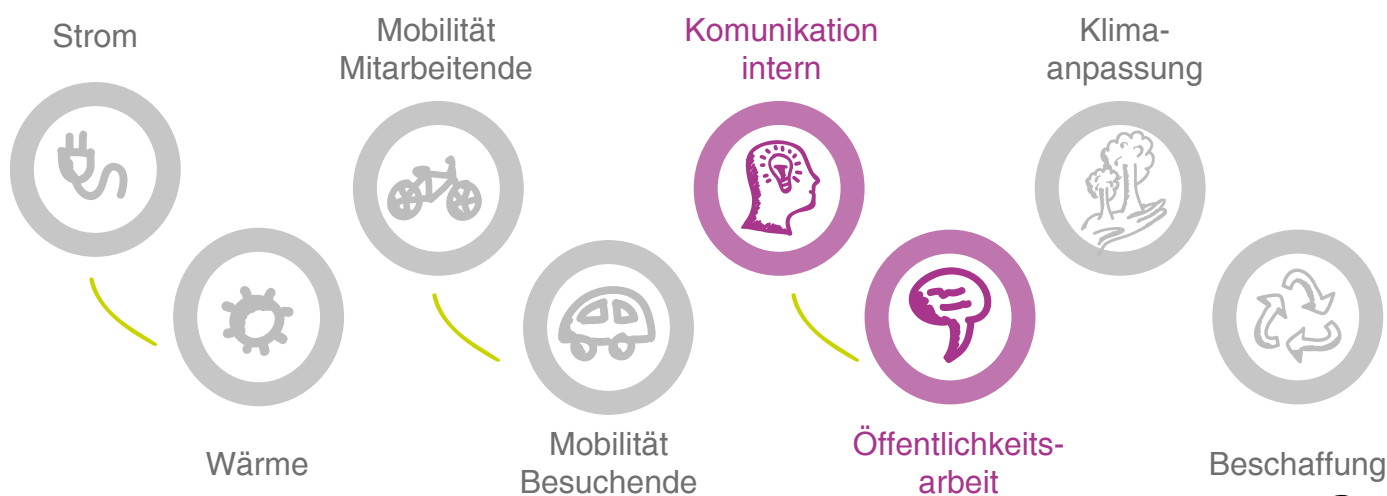 Strom
Mobilität
Mitarbeitende
Komunikation
intern
Klima-
anpassung
Wärme
Mobilität
Besuchende
Öffentlichkeits-
arbeit
Beschaffung